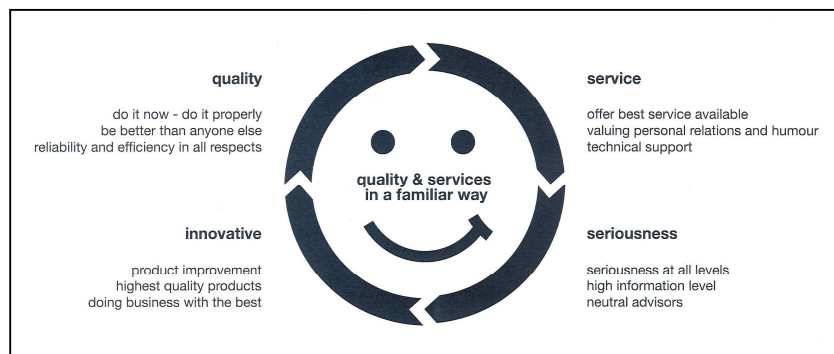 quality
do it now - do it properly
be better than anyone else
reliability and efficiency in all respects
service
offer best service available
valuing personal relations and humour
technical support
quality & services
in a familiar way
innovative
product improvement
highest quality products
doing business with the best
seriousness
seriousness at all levels
high information level
neutral advisors